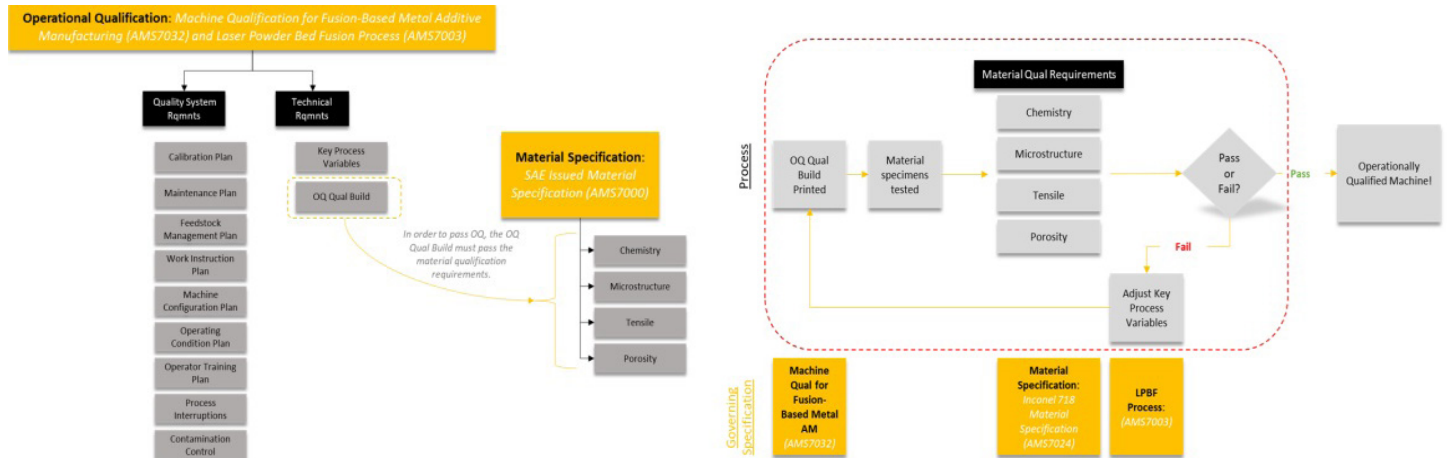 Operational Qualification: Machine Qualification for Fusion-Based Metal Additive
Manufacturing (AMS7032) and Laser Powder Bed Fusion Process (AMS7003)
Quality System
Rqmnts
Technical
Rqmnts
Calibration Plan
Maintenance Plan
Feedstock
Management Plan
Work Instruction
Plan
Machine
Configuration Plan
Operating
Condition Plan
Operator Training
Plan
Process
Interruptions
Contamination
Control
Key Process
Variables
OQ Qual Build
In order to pass OQ, the OQ
Qual Build must pass the
material qualification
requirements.
Material Specification:
SAE Issued Material
Specification (AMS7000)
Chemistry
Microstructure
Tensile
Porosity
Process
OQ Qual
Build
Printed
Material
specimens
tested
Material Qual Requirements
Chemistry
Microstructure
Tensile
Porosity
Pass
or
Fail?
Pass
Operationally
Qualified Machine!
Fail
Adjust Key
Process
Variables
Governing
Specification
Machine
Qual for
Fusion-
Based Metal
AM
(AMS7032)
Material
Specification:
Inconel 718
Material
Specification
(AMS7024)
LPBF
Process:
(AMS7003)